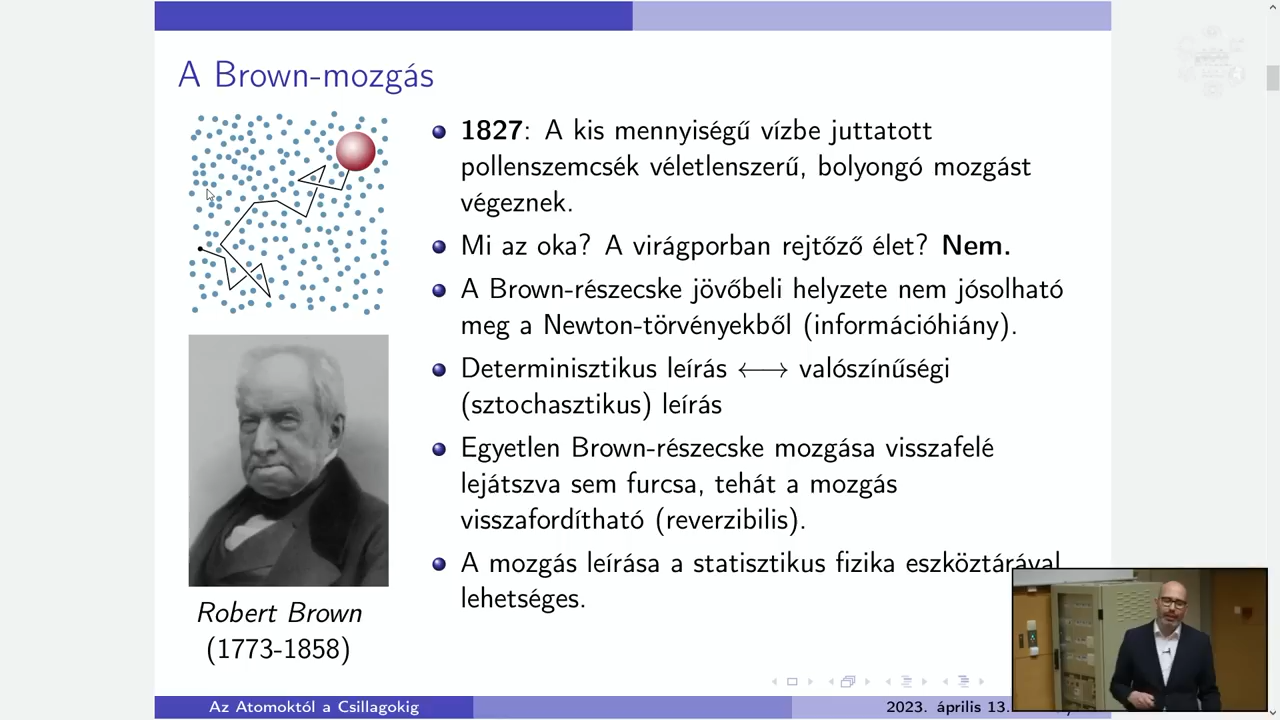 A Brown-mozgás
1827: A kis mennyiségű vízbe juttatott
pollenszemcsék véletlenszerű, bolyongó mozgást
végeznek.
Mi az oka? A virágporban rejtőző élet? Nem.
A Brown-részecske jövőbeli helyzete nem jósolható
meg a Newton-törvényekből (információhiány).
Determinisztikus leírás ⟷ valószínűségi
(sztochasztikus) leírás
Egyetlen Brown-részecske mozgása visszafelé
lejátszva sem furcsa, tehát a mozgás
visszafordítható (reverzibilis).
A mozgás leírása a statisztikus fizika eszköztárával
lehetséges.
Robert Brown
(1773-1858)
Az Atomoktól a Csillagokig
2023. április 13.